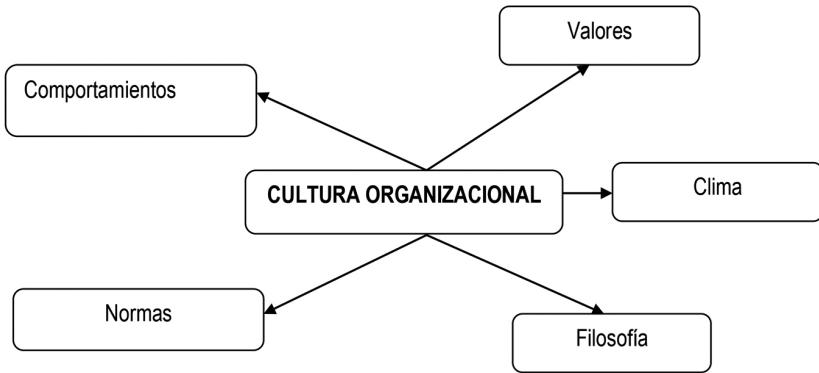 Valores
Comportamientos
CULTURA ORGANIZACIONAL
Clima
Normas
Filosofía